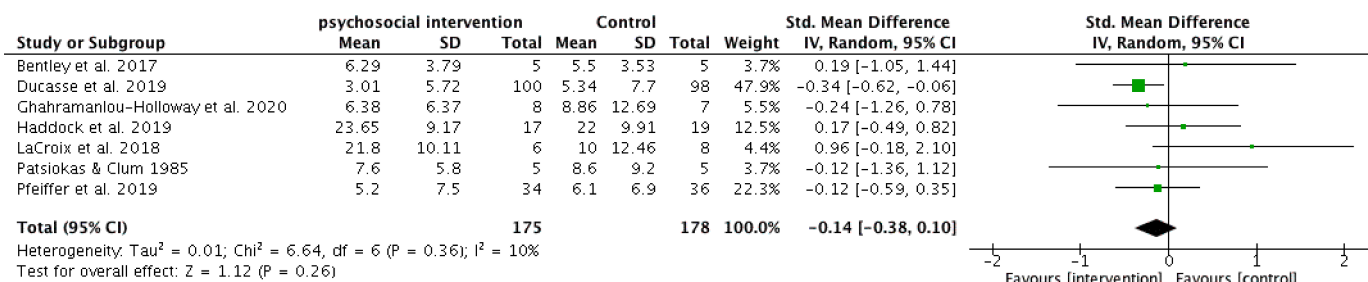 psychosocial intervention Control Std. Mean Difference Std. Mean Difference
Study or Subgroup Mean SD Total Mean SD Total Weight IV, Random, 95% CI IV, Random, 95% CI
Bentley et al. 2017 6.29 3.79 5 5.5 3.53 5 3.7% 0.19 [-1.05, 1.44]
Ducasse et al. 2019 3.01 5.72 100 5.34 7.7 98 47.9% -0.34 [-0.62, -0.06]
Ghahramanlou-Holloway et al. 2020 6.38 6.37 8 8.86 12.69 7 5.5% -0.24 [-1.26, 0.78]
Haddock et al. 2019 23.65 9.17 17 22 9.91 19 12.5% 0.17 [-0.49, 0.82]
LaCroix et al. 2018 21.8 10.11 6 10 12.46 8 4.4% 0.96 [-0.18, 2.10]
Patsiokas & Clum 1985 7.6 5.8 5 8.6 9.2 5 3.7% -0.12 [-1.36, 1.12]
Pfeiffer et al. 2019 5.2 7.5 34 6.1 6.9 36 22.3% -0.12 [-0.59, 0.35]
Total (95% CI) 175 178 100.0% -0.14 [-0.38, 0.10]
Heterogeneity: Tau² = 0.01; Chi² = 6.64, df = 6 (P = 0.36); I² = 10%
Test for overall effect: Z = 1.12 (P = 0.26)
-2 -1 0 1 2
Favours [intervention] Favours [control]